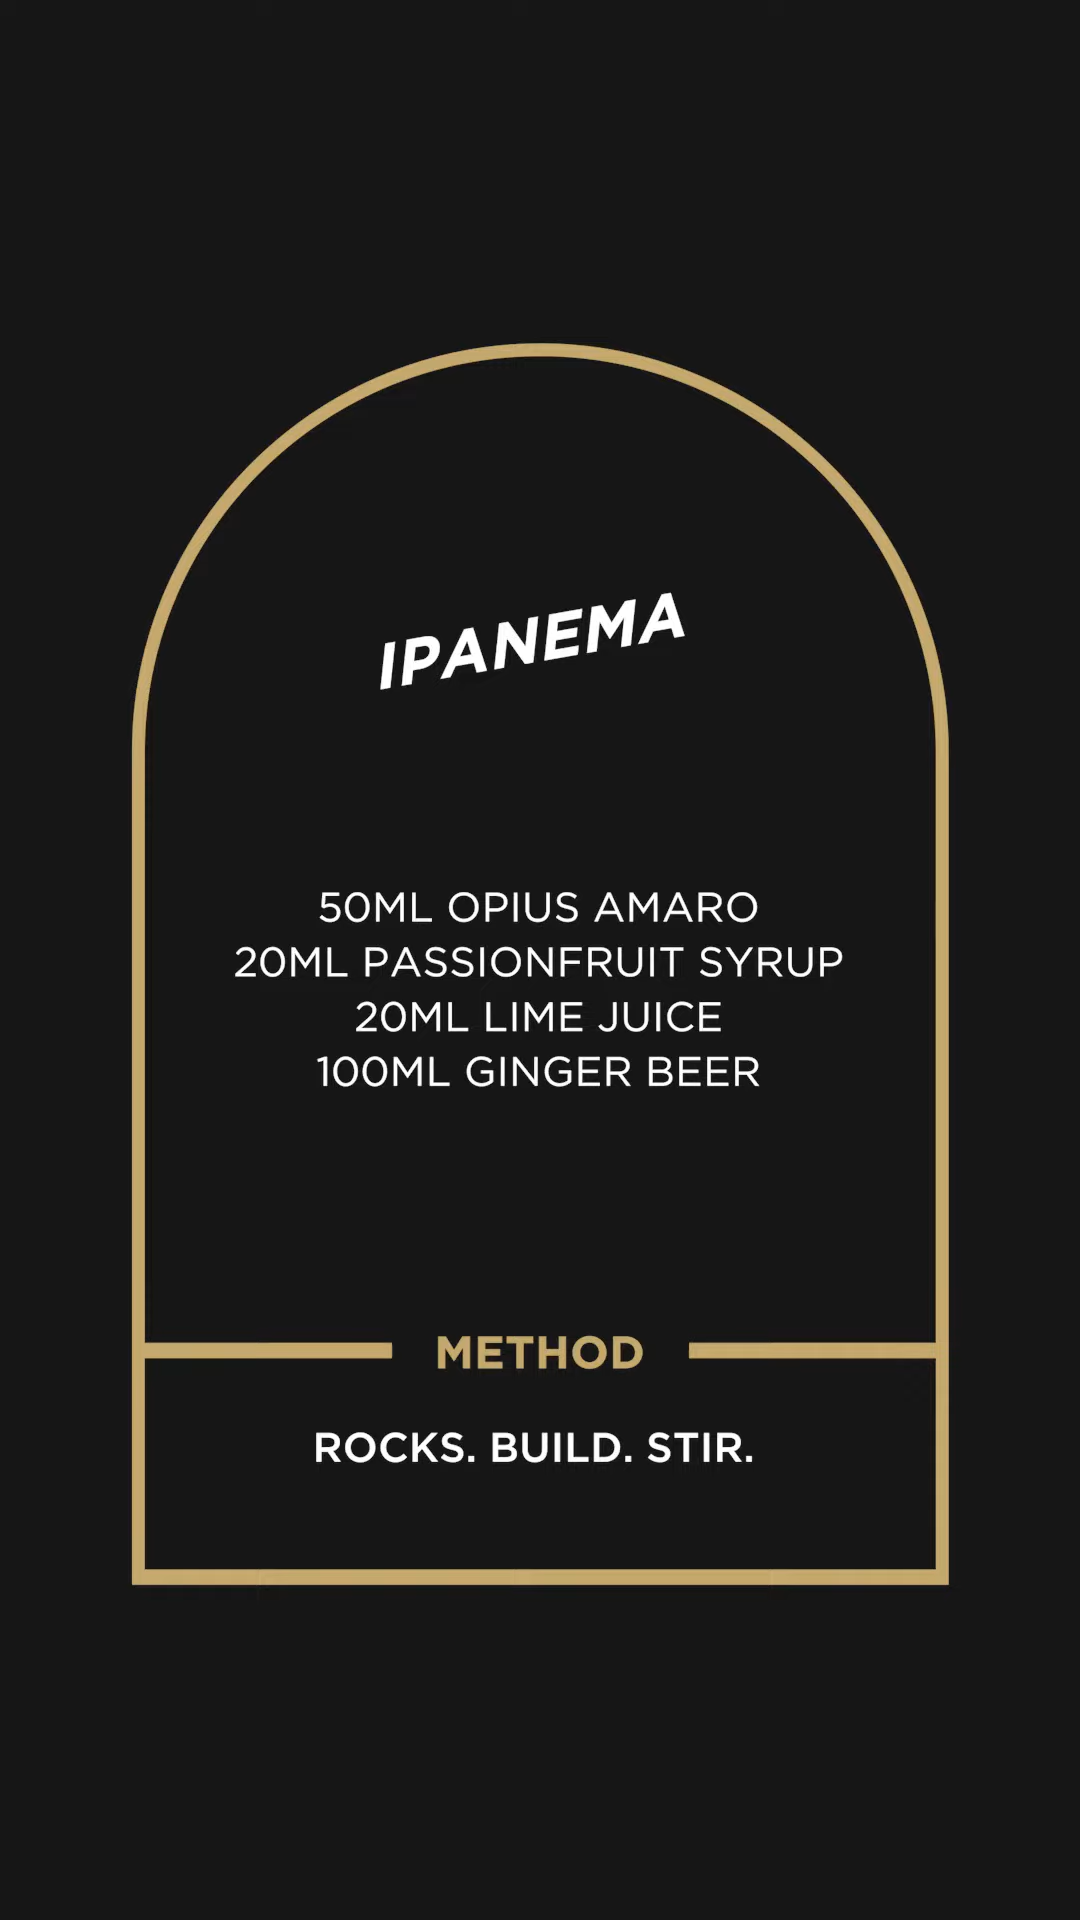 IPANEMA
50ML OPIUS AMARO
20ML PASSIONFRUIT SYRUP
20ML LIME JUICE
100ML GINGER BEER
METHOD
ROCKS. BUILD. STIR.